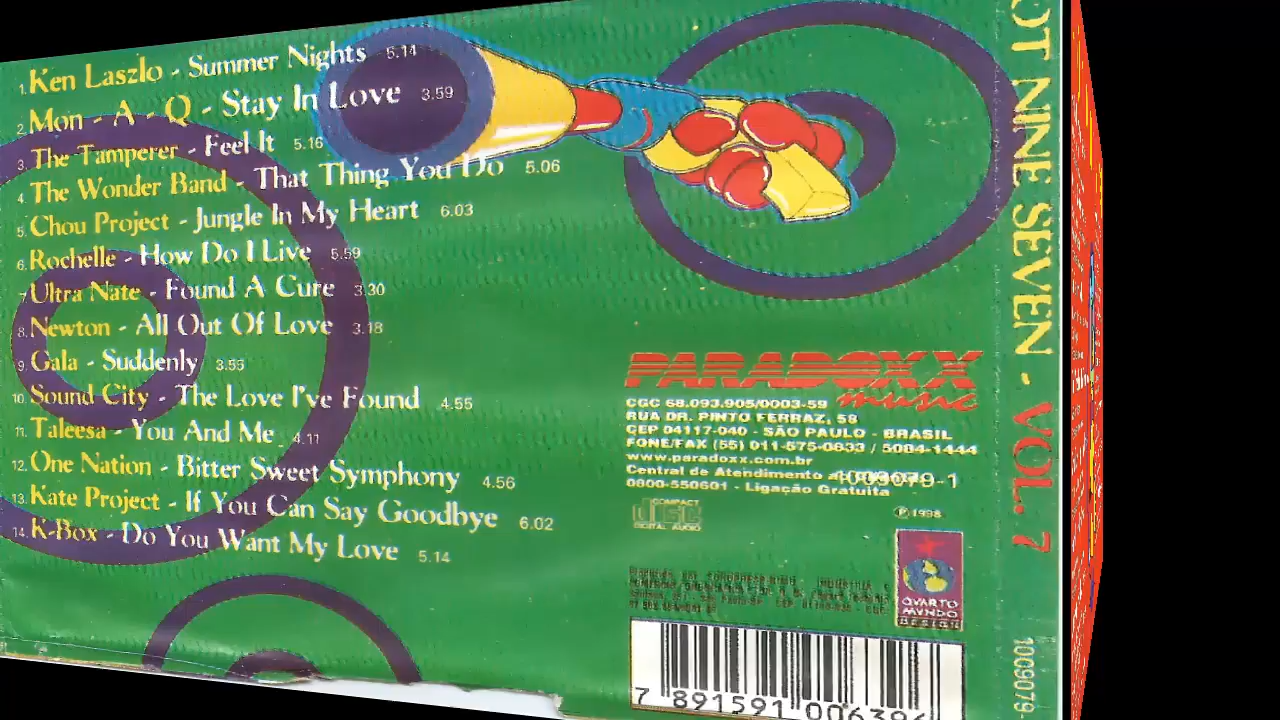 1. Ken Laszlo - Summer Nights 5.14
2. Mon - A - Q - Stay In Love 3.59
3. The Tamperer - Feel It 5.16
4. The Wonder Band - That Thing You Do 5.06
5. Chou Project - Jungle In My Heart 6.03
6. Rochelle - How Do I Live 5.59
7 Ultra Nate - Found A Cure 3.30
8. Newton - All Out Of Love 3.18
9. Gala - Suddenly 3.55
10. Sound City - The Love I've Found 4.55
11. Taleesa - You And Me 4.11
12. One Nation - Bitter Sweet Symphony 4.56
13. Kate Project - If You Can Say Goodbye 6.02
14. K-Box - Do You Want My Love 5.14
PARADOXX
music
CGC 68.093.905/0003-59
RUA DR. PINTO FERRAZ, 58
CEP 04117-040 - SÃO PAULO - BRASIL
FONE/FAX (55) 011-575-0833 / 5084-1444
www.paradoxx.com.br
Central de Atendimento
1009079-1
0800-550601 - Ligação Gratuita
COMPACT
disc
DIGITAL AUDIO
℗1998
QVARTO
MVNDO
DESIGN
7 891591 006396
OT NINE SEVEN - VOL. 7
1009079-